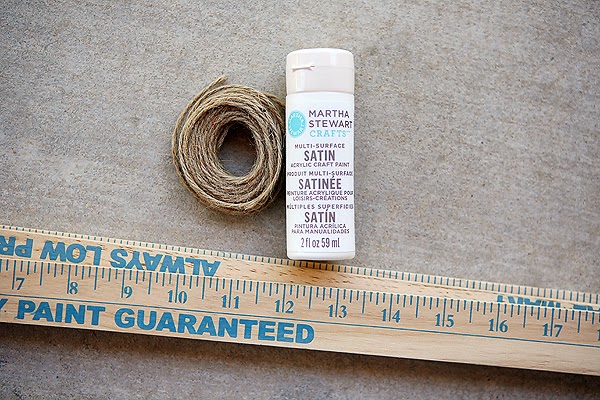 MARTHA
STEWART
CRAFTS
MULTI-SURFACE
SATIN
ACRYLIC CRAFT PAINT
PRODUIT MULTI-SURFACE
SATINÉE
PEINTURE ACRYLIQUE POUR
LOISIRS-CRÉATIONS
MÚLTIPLES SUPERFICIES
SATÍN
PINTURA ACRÍLICA
PARA MANUALIDADES
2 fl oz 59 ml
ALWAYS LOW PR
7 8 9 10 11 12 13 14 15 16 17
Y PAINT GUARANTEED